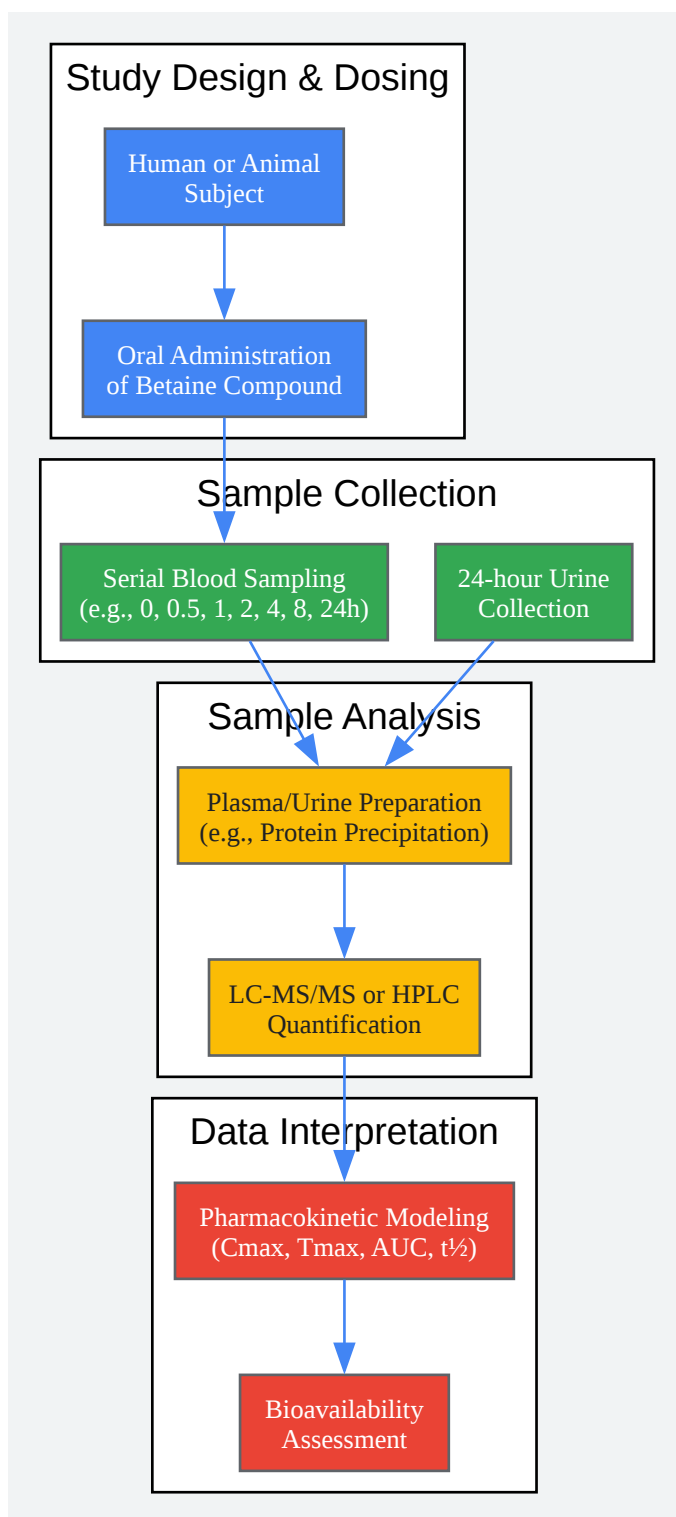 Study Design & Dosing
Human or Animal
Subject
Oral Administration
of Betaine Compound
Sample Collection
Serial Blood Sampling
(e.g., 0, 0.5, 1, 2, 4, 8, 24h)
24-hour Urine
Collection
Sample Analysis
Plasma/Urine Preparation
(e.g., Protein Precipitation)
LC-MS/MS or HPLC
Quantification
Data Interpretation
Pharmacokinetic Modeling
(Cmax, Tmax, AUC, t½)
Bioavailability
Assessment